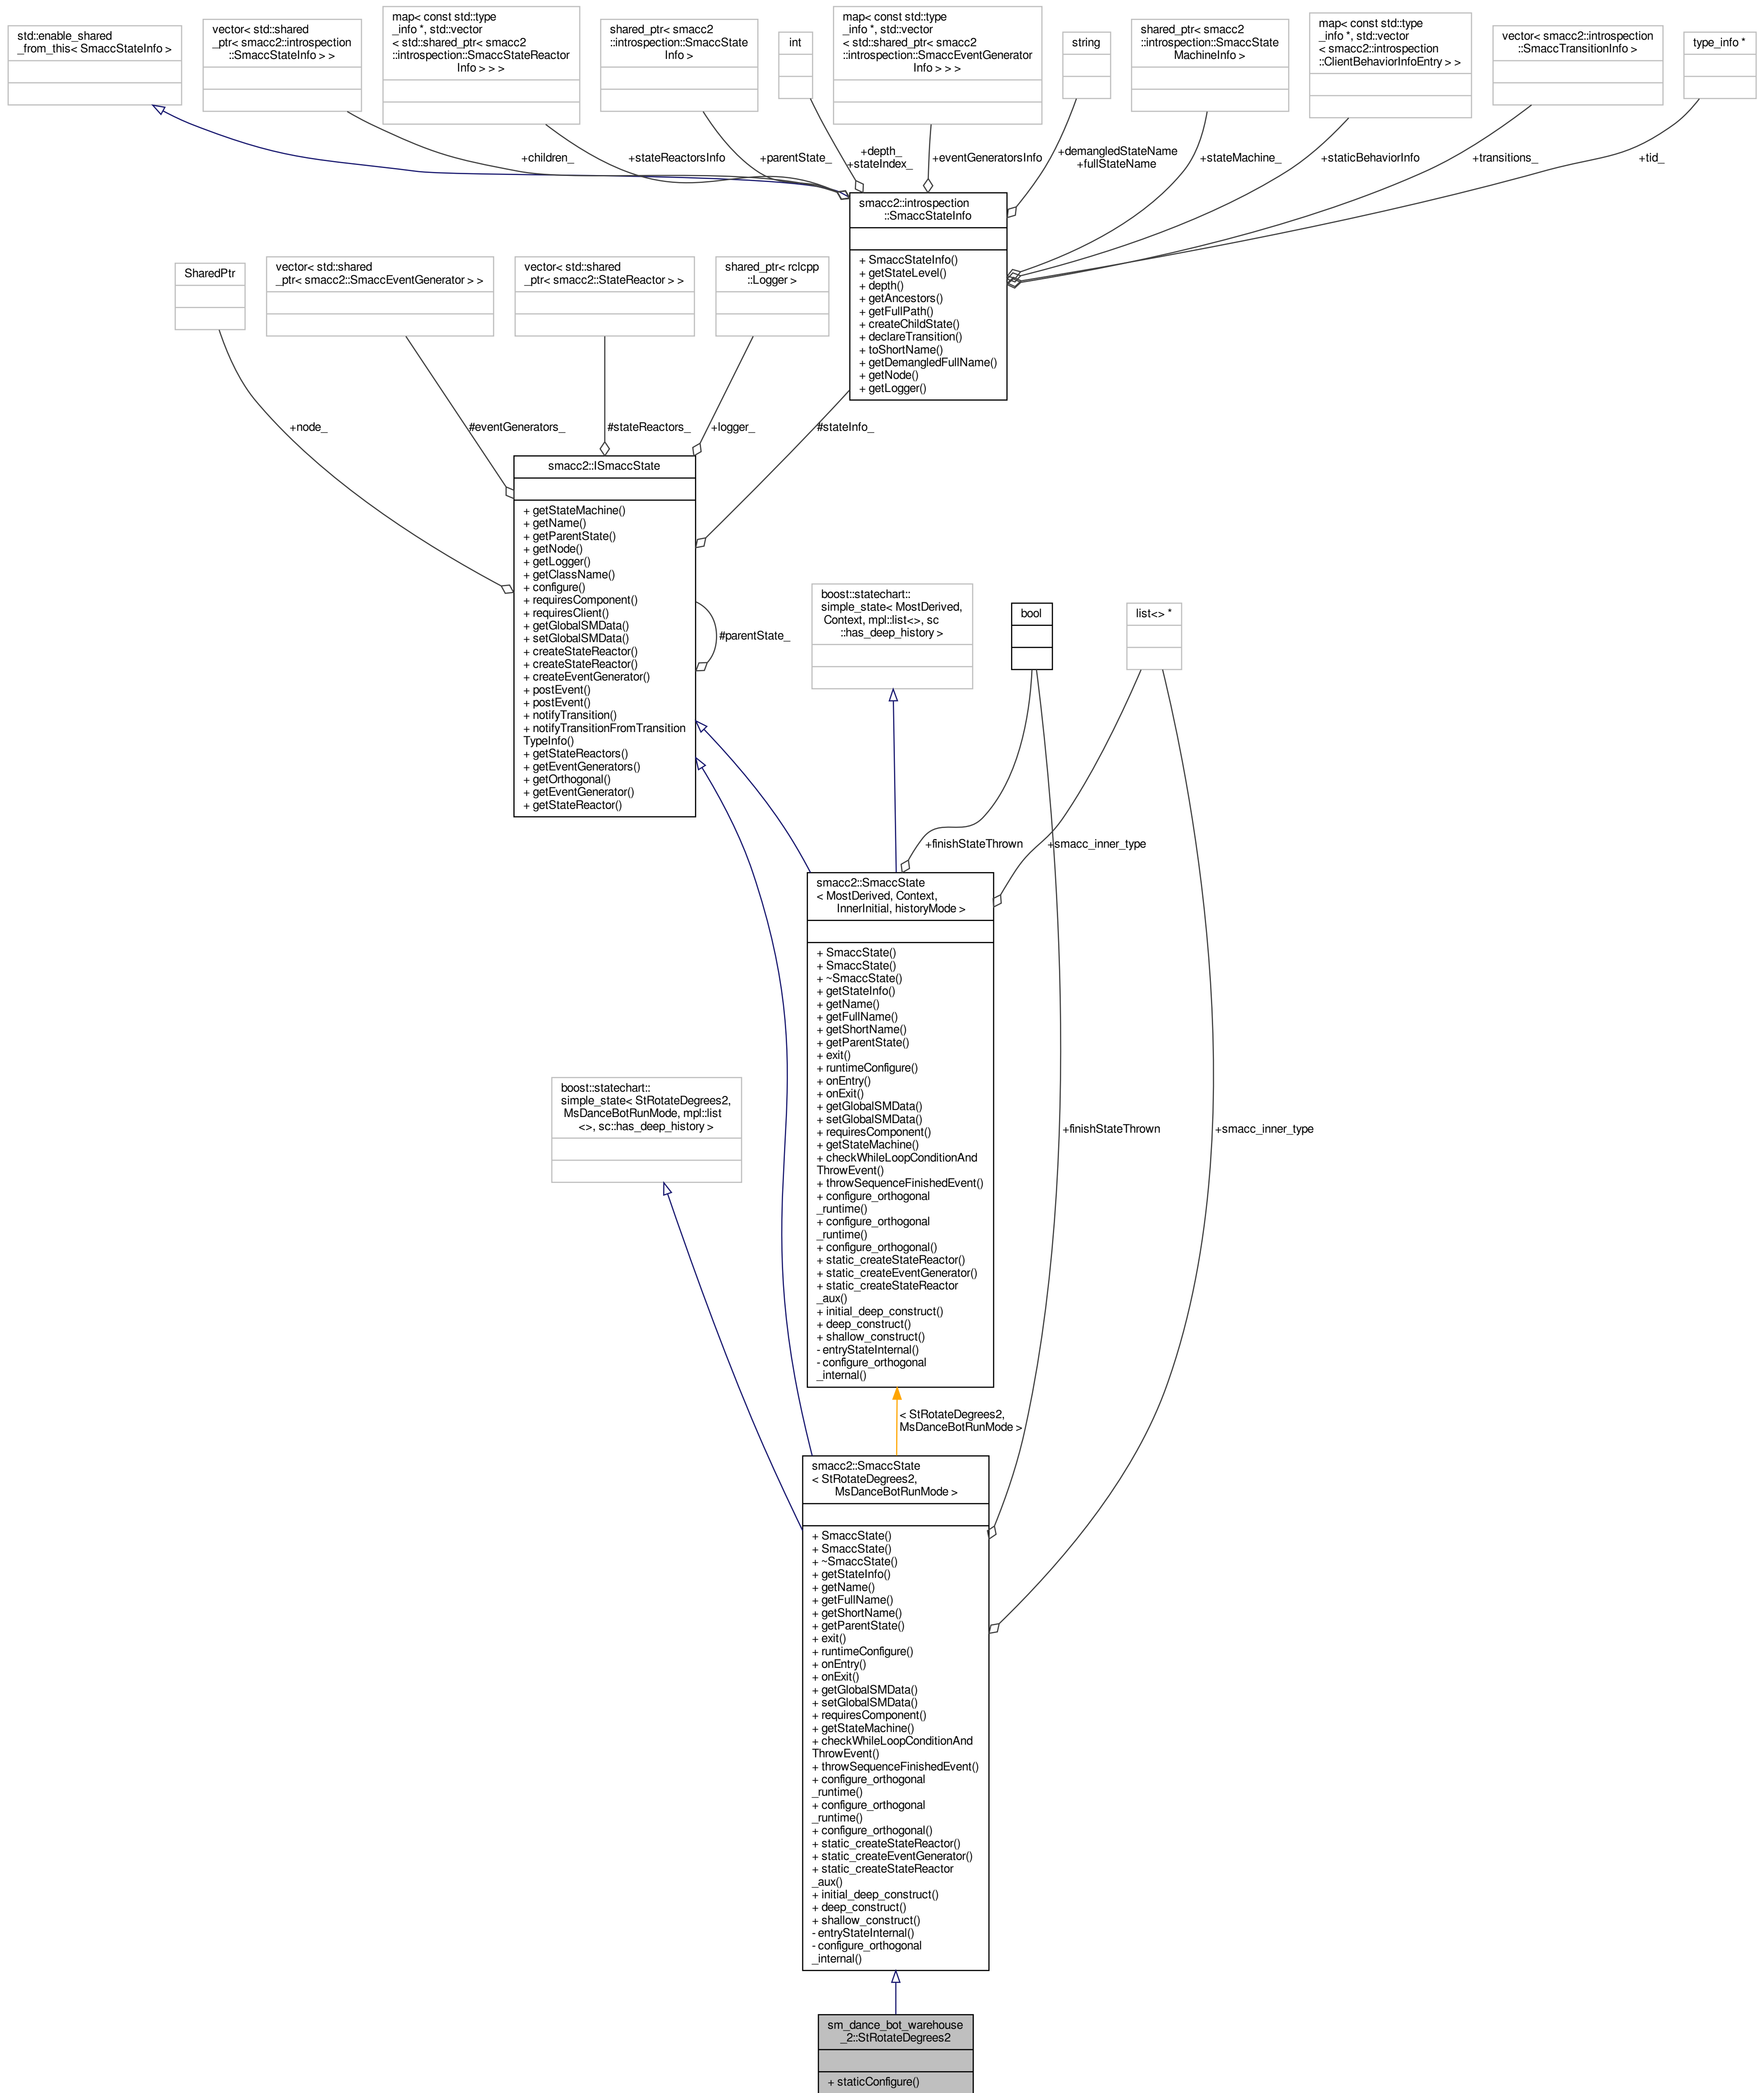 std::enable_shared
_from_this< SmaccStateInfo >
vector< std::shared
_ptr< smacc2::introspection
::SmaccStateInfo > >
map< const std::type
_info *, std::vector
< std::shared_ptr< smacc2
::introspection::SmaccStateReactor
Info > > >
shared_ptr< smacc2
::introspection::SmaccState
Info >
int
map< const std::type
_info *, std::vector
< std::shared_ptr< smacc2
::introspection::SmaccEventGenerator
Info > > >
string
shared_ptr< smacc2
::introspection::SmaccState
MachineInfo >
map< const std::type
_info *, std::vector
< smacc2::introspection
::ClientBehaviorInfoEntry > >
vector< smacc2::introspection
::SmaccTransitionInfo >
type_info *
+children_
+stateReactorsInfo
+parentState_
+depth_
+stateIndex_
+eventGeneratorsInfo
+demangledStateName
+fullStateName
+stateMachine_
+staticBehaviorInfo
+transitions_
+tid_
smacc2::introspection
::SmaccStateInfo
+ SmaccStateInfo()
+ getStateLevel()
+ depth()
+ getAncestors()
+ getFullPath()
+ createChildState()
+ declareTransition()
+ toShortName()
+ getDemangledFullName()
+ getNode()
+ getLogger()
SharedPtr
vector< std::shared
_ptr< smacc2::SmaccEventGenerator > >
vector< std::shared
_ptr< smacc2::StateReactor > >
shared_ptr< rclcpp
::Logger >
+node_
#eventGenerators_
#stateReactors_
+logger_
#stateInfo_
smacc2::ISmaccState
+ getStateMachine()
+ getName()
+ getParentState()
+ getNode()
+ getLogger()
+ getClassName()
+ configure()
+ requiresComponent()
+ requiresClient()
+ getGlobalSMData()
+ setGlobalSMData()
+ createStateReactor()
+ createStateReactor()
+ createEventGenerator()
+ postEvent()
+ postEvent()
+ notifyTransition()
+ notifyTransitionFromTransition
TypeInfo()
+ getStateReactors()
+ getEventGenerators()
+ getOrthogonal()
+ getEventGenerator()
+ getStateReactor()
#parentState_
boost::statechart::
simple_state< MostDerived,
Context, mpl::list<>, sc
::has_deep_history >
bool
list<> *
+finishStateThrown
+smacc_inner_type
smacc2::SmaccState
< MostDerived, Context,
InnerInitial, historyMode >
+ SmaccState()
+ SmaccState()
+ ~SmaccState()
+ getStateInfo()
+ getName()
+ getFullName()
+ getShortName()
+ getParentState()
+ exit()
+ runtimeConfigure()
+ onEntry()
+ onExit()
+ getGlobalSMData()
+ setGlobalSMData()
+ requiresComponent()
+ getStateMachine()
+ checkWhileLoopConditionAnd
ThrowEvent()
+ throwSequenceFinishedEvent()
+ configure_orthogonal
_runtime()
+ configure_orthogonal
_runtime()
+ configure_orthogonal()
+ static_createStateReactor()
+ static_createEventGenerator()
+ static_createStateReactor
_aux()
+ initial_deep_construct()
+ deep_construct()
+ shallow_construct()
- entryStateInternal()
- configure_orthogonal
_internal()
boost::statechart::
simple_state< StRotateDegrees2,
MsDanceBotRunMode, mpl::list
<>, sc::has_deep_history >
+finishStateThrown
+smacc_inner_type
< StRotateDegrees2,
MsDanceBotRunMode >
smacc2::SmaccState
< StRotateDegrees2,
MsDanceBotRunMode >
+ SmaccState()
+ SmaccState()
+ ~SmaccState()
+ getStateInfo()
+ getName()
+ getFullName()
+ getShortName()
+ getParentState()
+ exit()
+ runtimeConfigure()
+ onEntry()
+ onExit()
+ getGlobalSMData()
+ setGlobalSMData()
+ requiresComponent()
+ getStateMachine()
+ checkWhileLoopConditionAnd
ThrowEvent()
+ throwSequenceFinishedEvent()
+ configure_orthogonal
_runtime()
+ configure_orthogonal
_runtime()
+ configure_orthogonal()
+ static_createStateReactor()
+ static_createEventGenerator()
+ static_createStateReactor
_aux()
+ initial_deep_construct()
+ deep_construct()
+ shallow_construct()
- entryStateInternal()
- configure_orthogonal
_internal()
sm_dance_bot_warehouse
_2::StRotateDegrees2
+ staticConfigure()